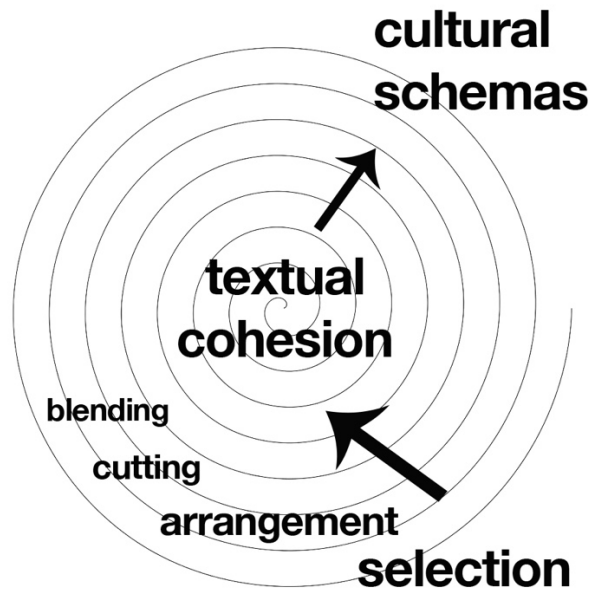 cultural
schemas
textual
cohesion
blending
cutting
arrangement
selection